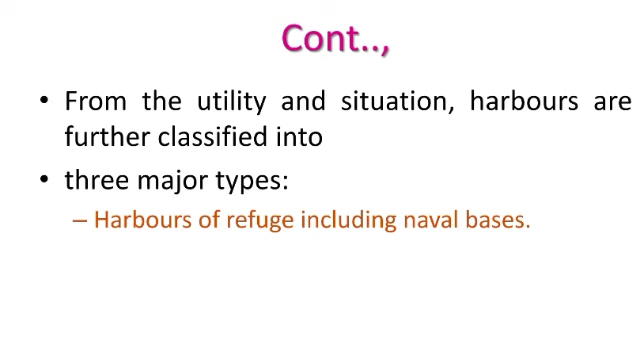 Cont..,
• From the utility and situation, harbours are
further classified into
• three major types:
– Harbours of refuge including naval bases.